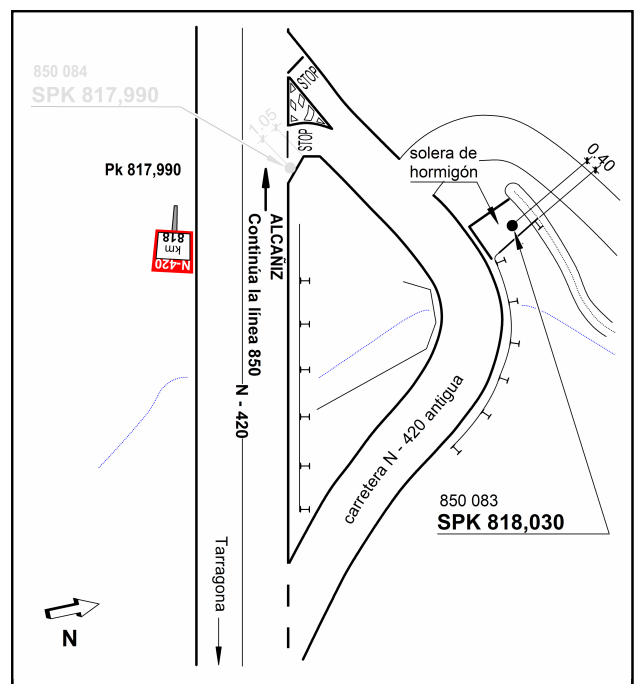 850 084
SPK 817,990
1.05
STOP
STOP
Pk 817,990
solera de
hormigón
0.40
km
818
N-420
ALCAÑIZ
Continúa la línea 850
N - 420
carretera N - 420 antigua
850 083
SPK 818,030
Tarragona
N